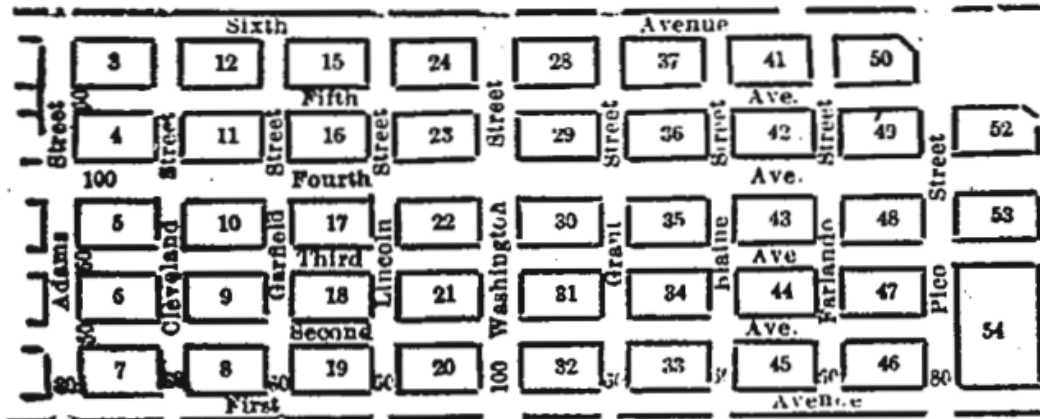 Sixth Avenue
3 12 15 24 28 37 41 50
Fifth Ave.
4 11 16 23 29 36 42 49 52
100 Fourth Ave.
5 10 17 22 30 35 43 48 53
Third Ave
6 9 18 21 31 34 44 47 54
Second Ave.
7 8 19 20 32 33 45 46
80 60 50 100 80
First Avenue
Adams Street
Cleveland Street
Garfield Street
Lincoln Street
Washington Street
Grant Street
Blaine Street
Farlando Street
Pico Street